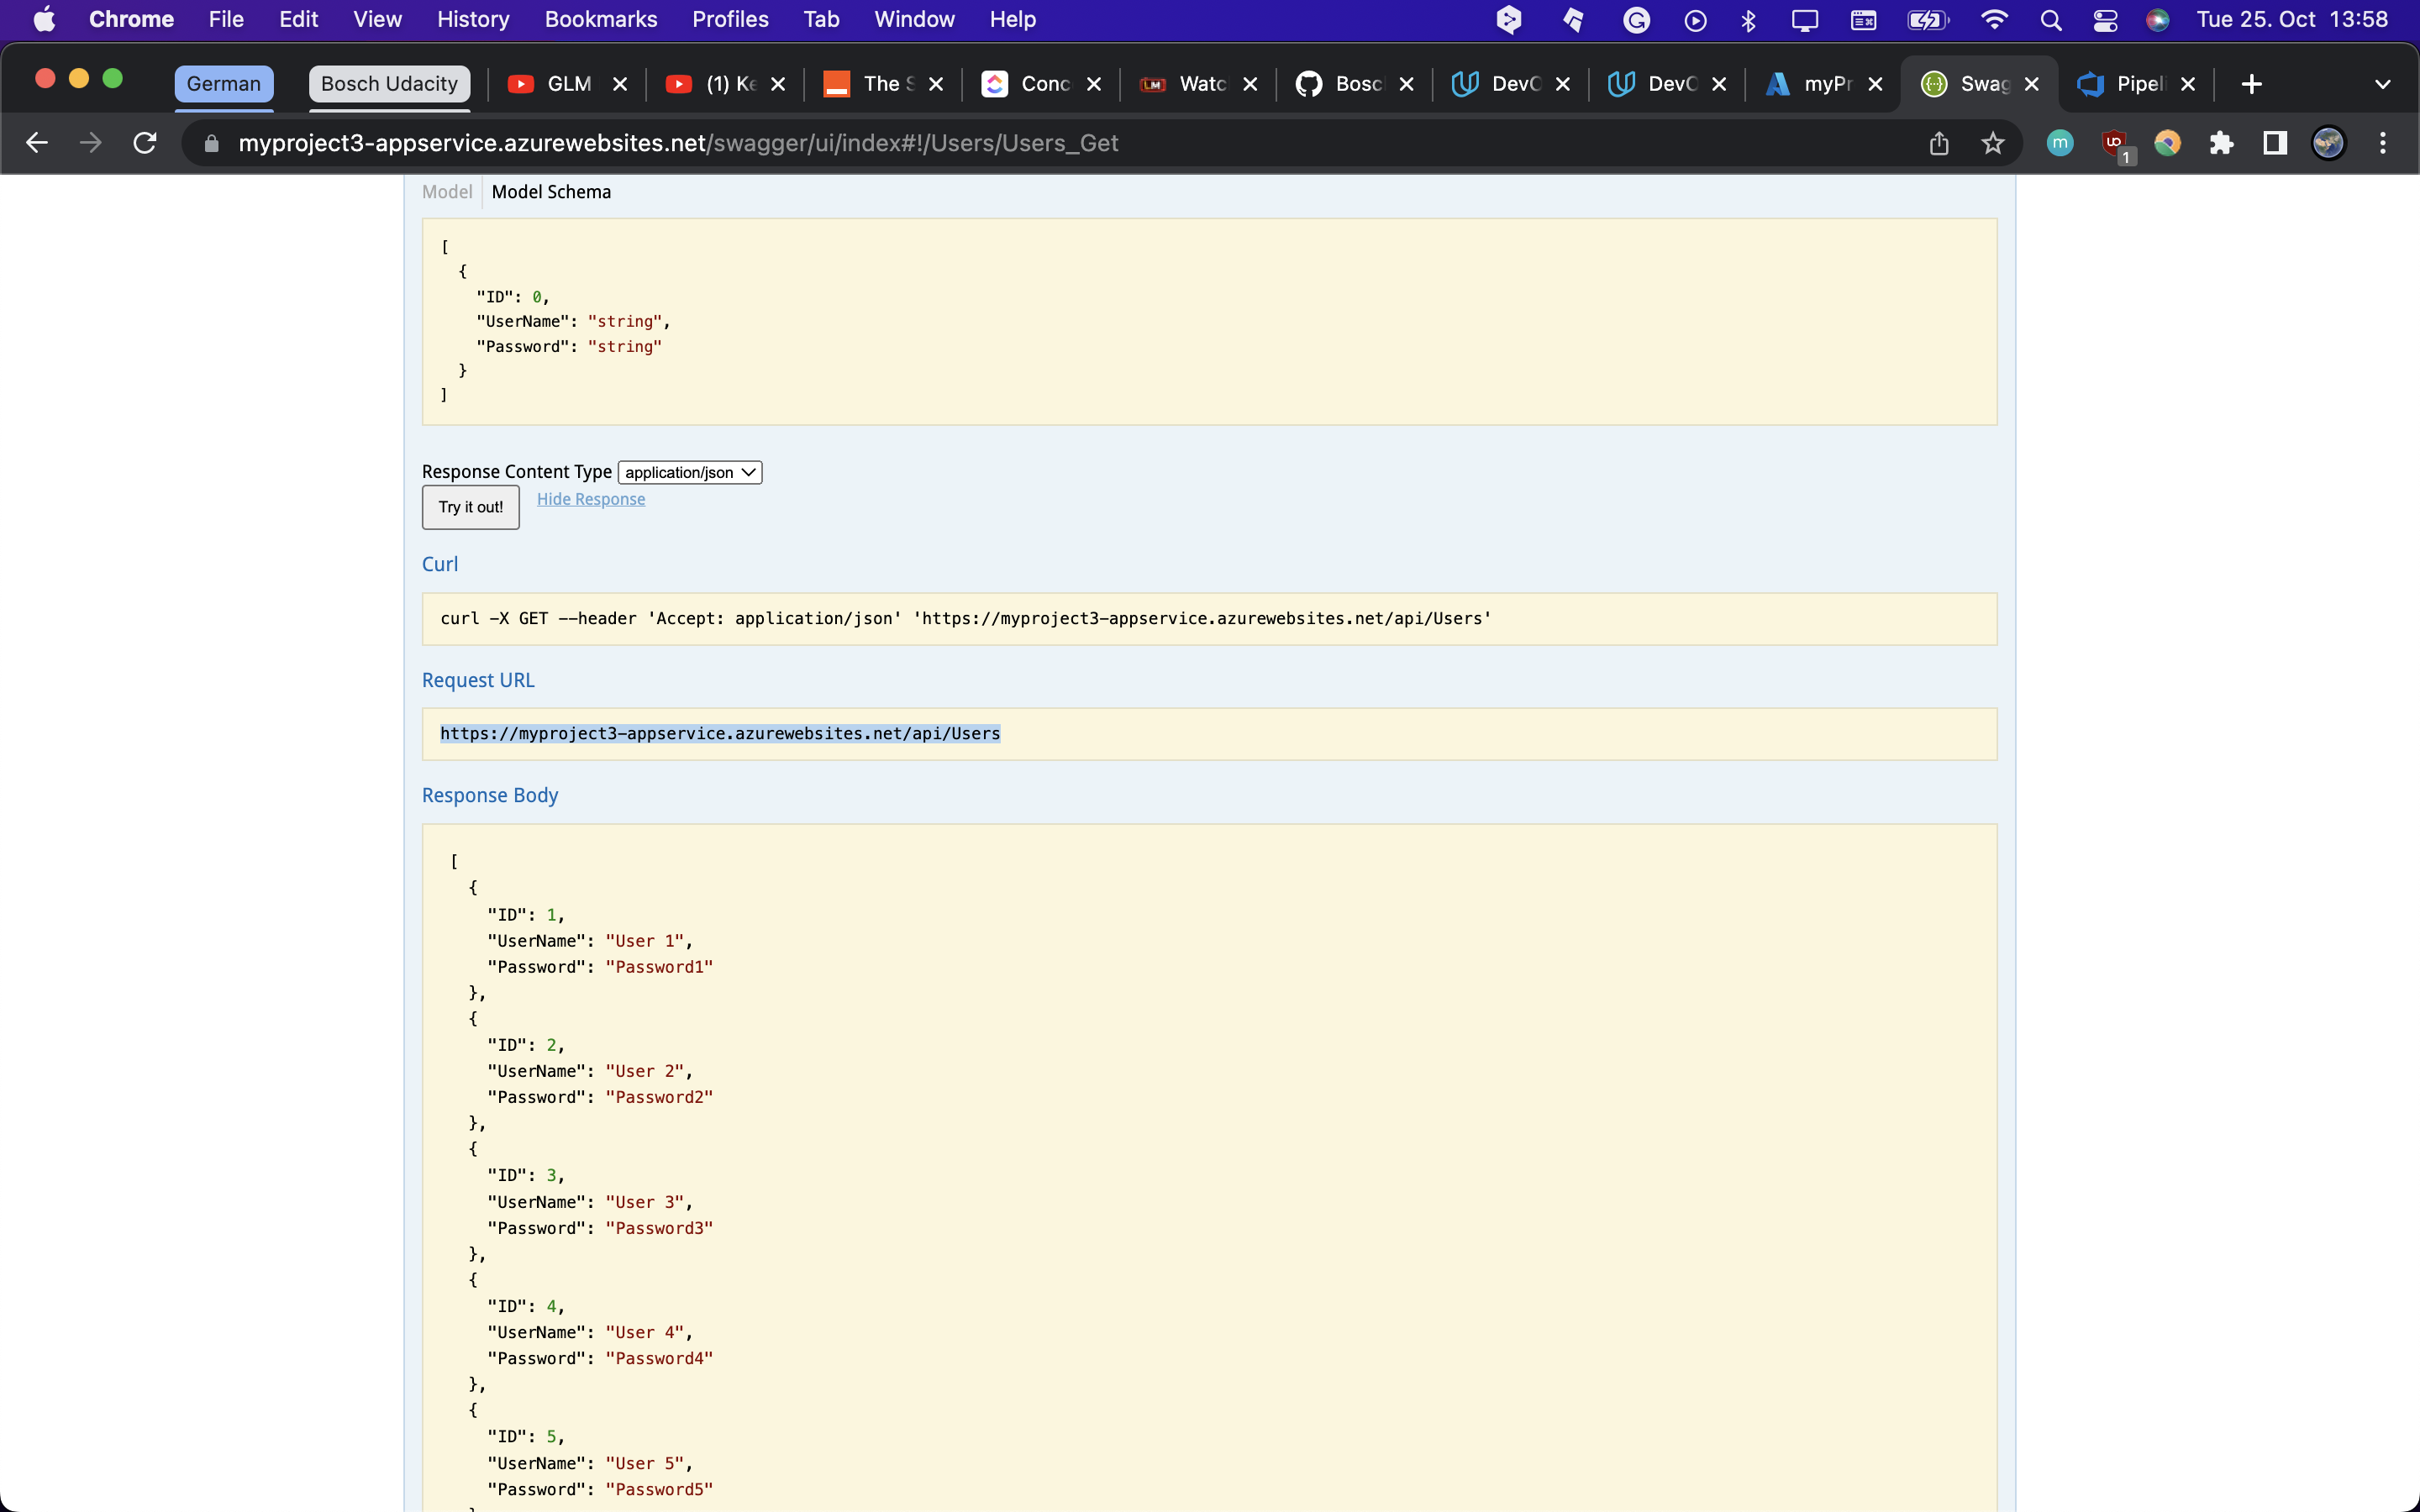 Chrome File Edit View History Bookmarks Profiles Tab Window Help Tue 25. Oct 13:58
German Bosch Udacity GLM (1) Ke The S Conc Watc Bosc DevO DevO myPr Swag Pipeli
myproject3-appservice.azurewebsites.net/swagger/ui/index#!/Users/Users_Get
Model Model Schema
[
{
"ID": 0,
"UserName": "string",
"Password": "string"
}
]
Response Content Type application/json
Try it out! Hide Response
Curl
curl -X GET --header 'Accept: application/json' 'https://myproject3-appservice.azurewebsites.net/api/Users'
Request URL
https://myproject3-appservice.azurewebsites.net/api/Users
Response Body
[
{
"ID": 1,
"UserName": "User 1",
"Password": "Password1"
},
{
"ID": 2,
"UserName": "User 2",
"Password": "Password2"
},
{
"ID": 3,
"UserName": "User 3",
"Password": "Password3"
},
{
"ID": 4,
"UserName": "User 4",
"Password": "Password4"
},
{
"ID": 5,
"UserName": "User 5",
"Password": "Password5"